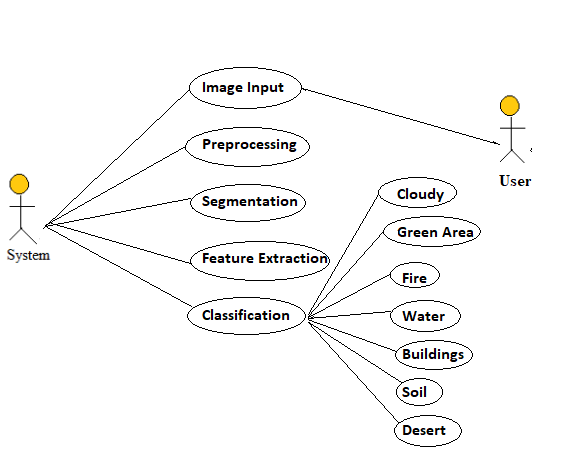 Image Input
Preprocessing
User
Cloudy
Segmentation
Green Area
System
Feature Extraction
Fire
Classification
Water
Buildings
Soil
Desert